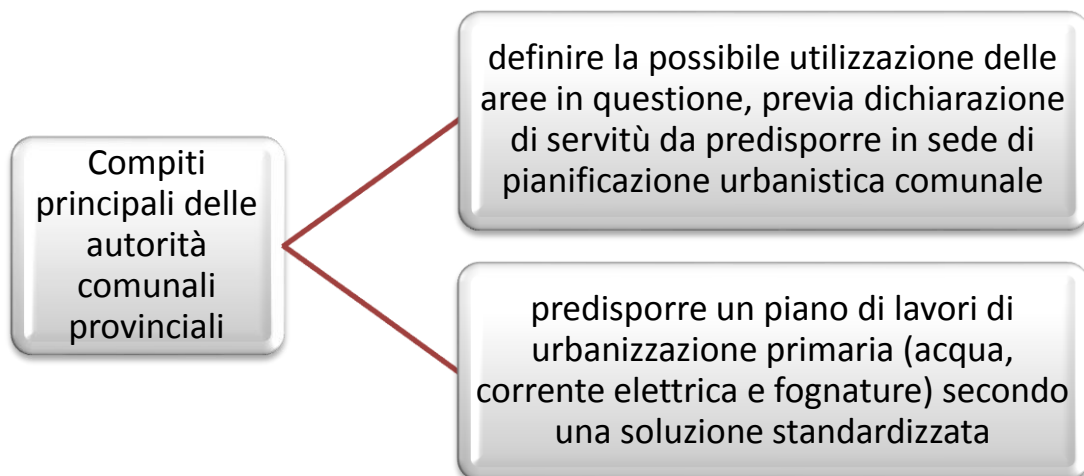 Compiti
principali delle
autorità
comunali
provinciali
definire la possibile utilizzazione delle
aree in questione, previa dichiarazione
di servitù da predisporre in sede di
pianificazione urbanistica comunale
predisporre un piano di lavori di
urbanizzazione primaria (acqua,
corrente elettrica e fognature) secondo
una soluzione standardizzata